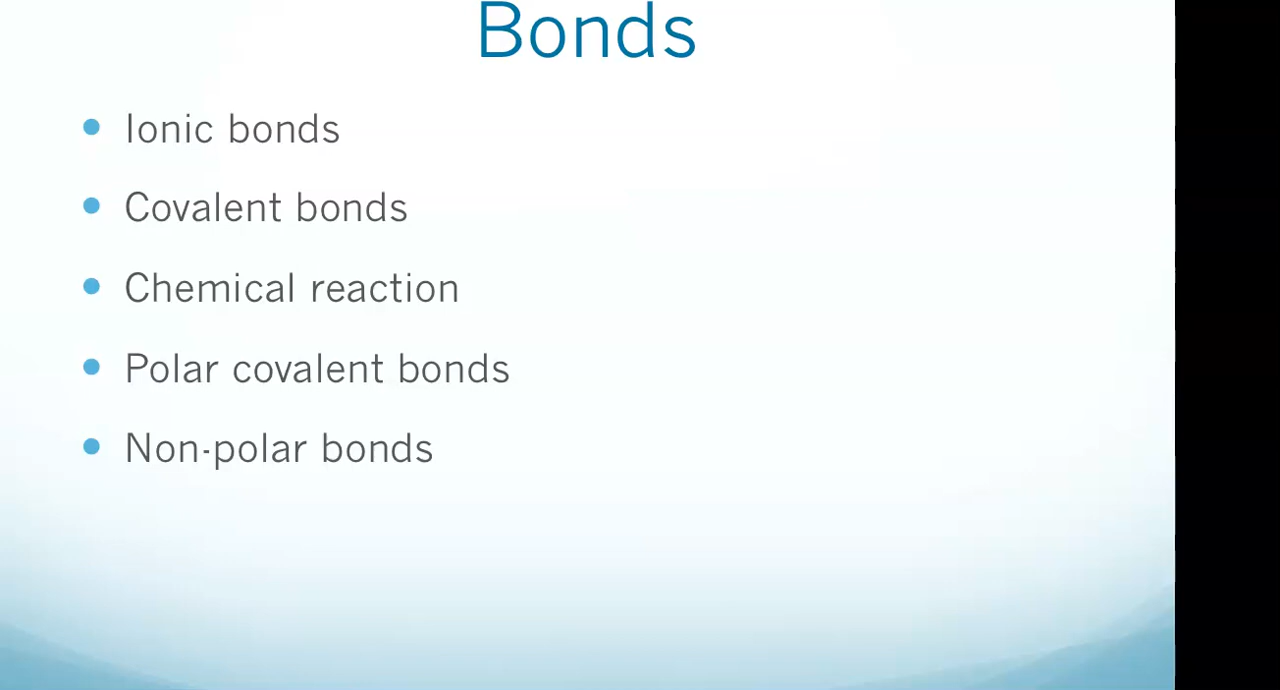 Bonds
Ionic bonds
Covalent bonds
Chemical reaction
Polar covalent bonds
Non-polar bonds